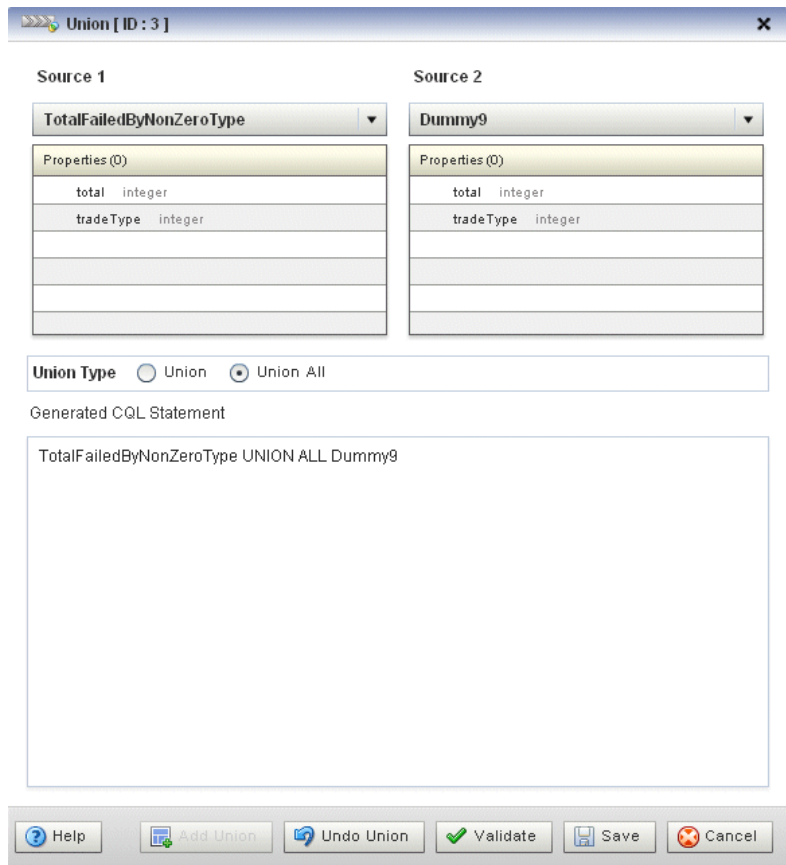 Union [ ID : 3 ]
Source 1
Source 2
TotalFailedByNonZeroType
Dummy9
Properties (0)
Properties (0)
total integer
total integer
tradeType integer
tradeType integer
Union Type Union Union All
Generated CQL Statement
TotalFailedByNonZeroType UNION ALL Dummy9
Help Add Union Undo Union Validate Save Cancel